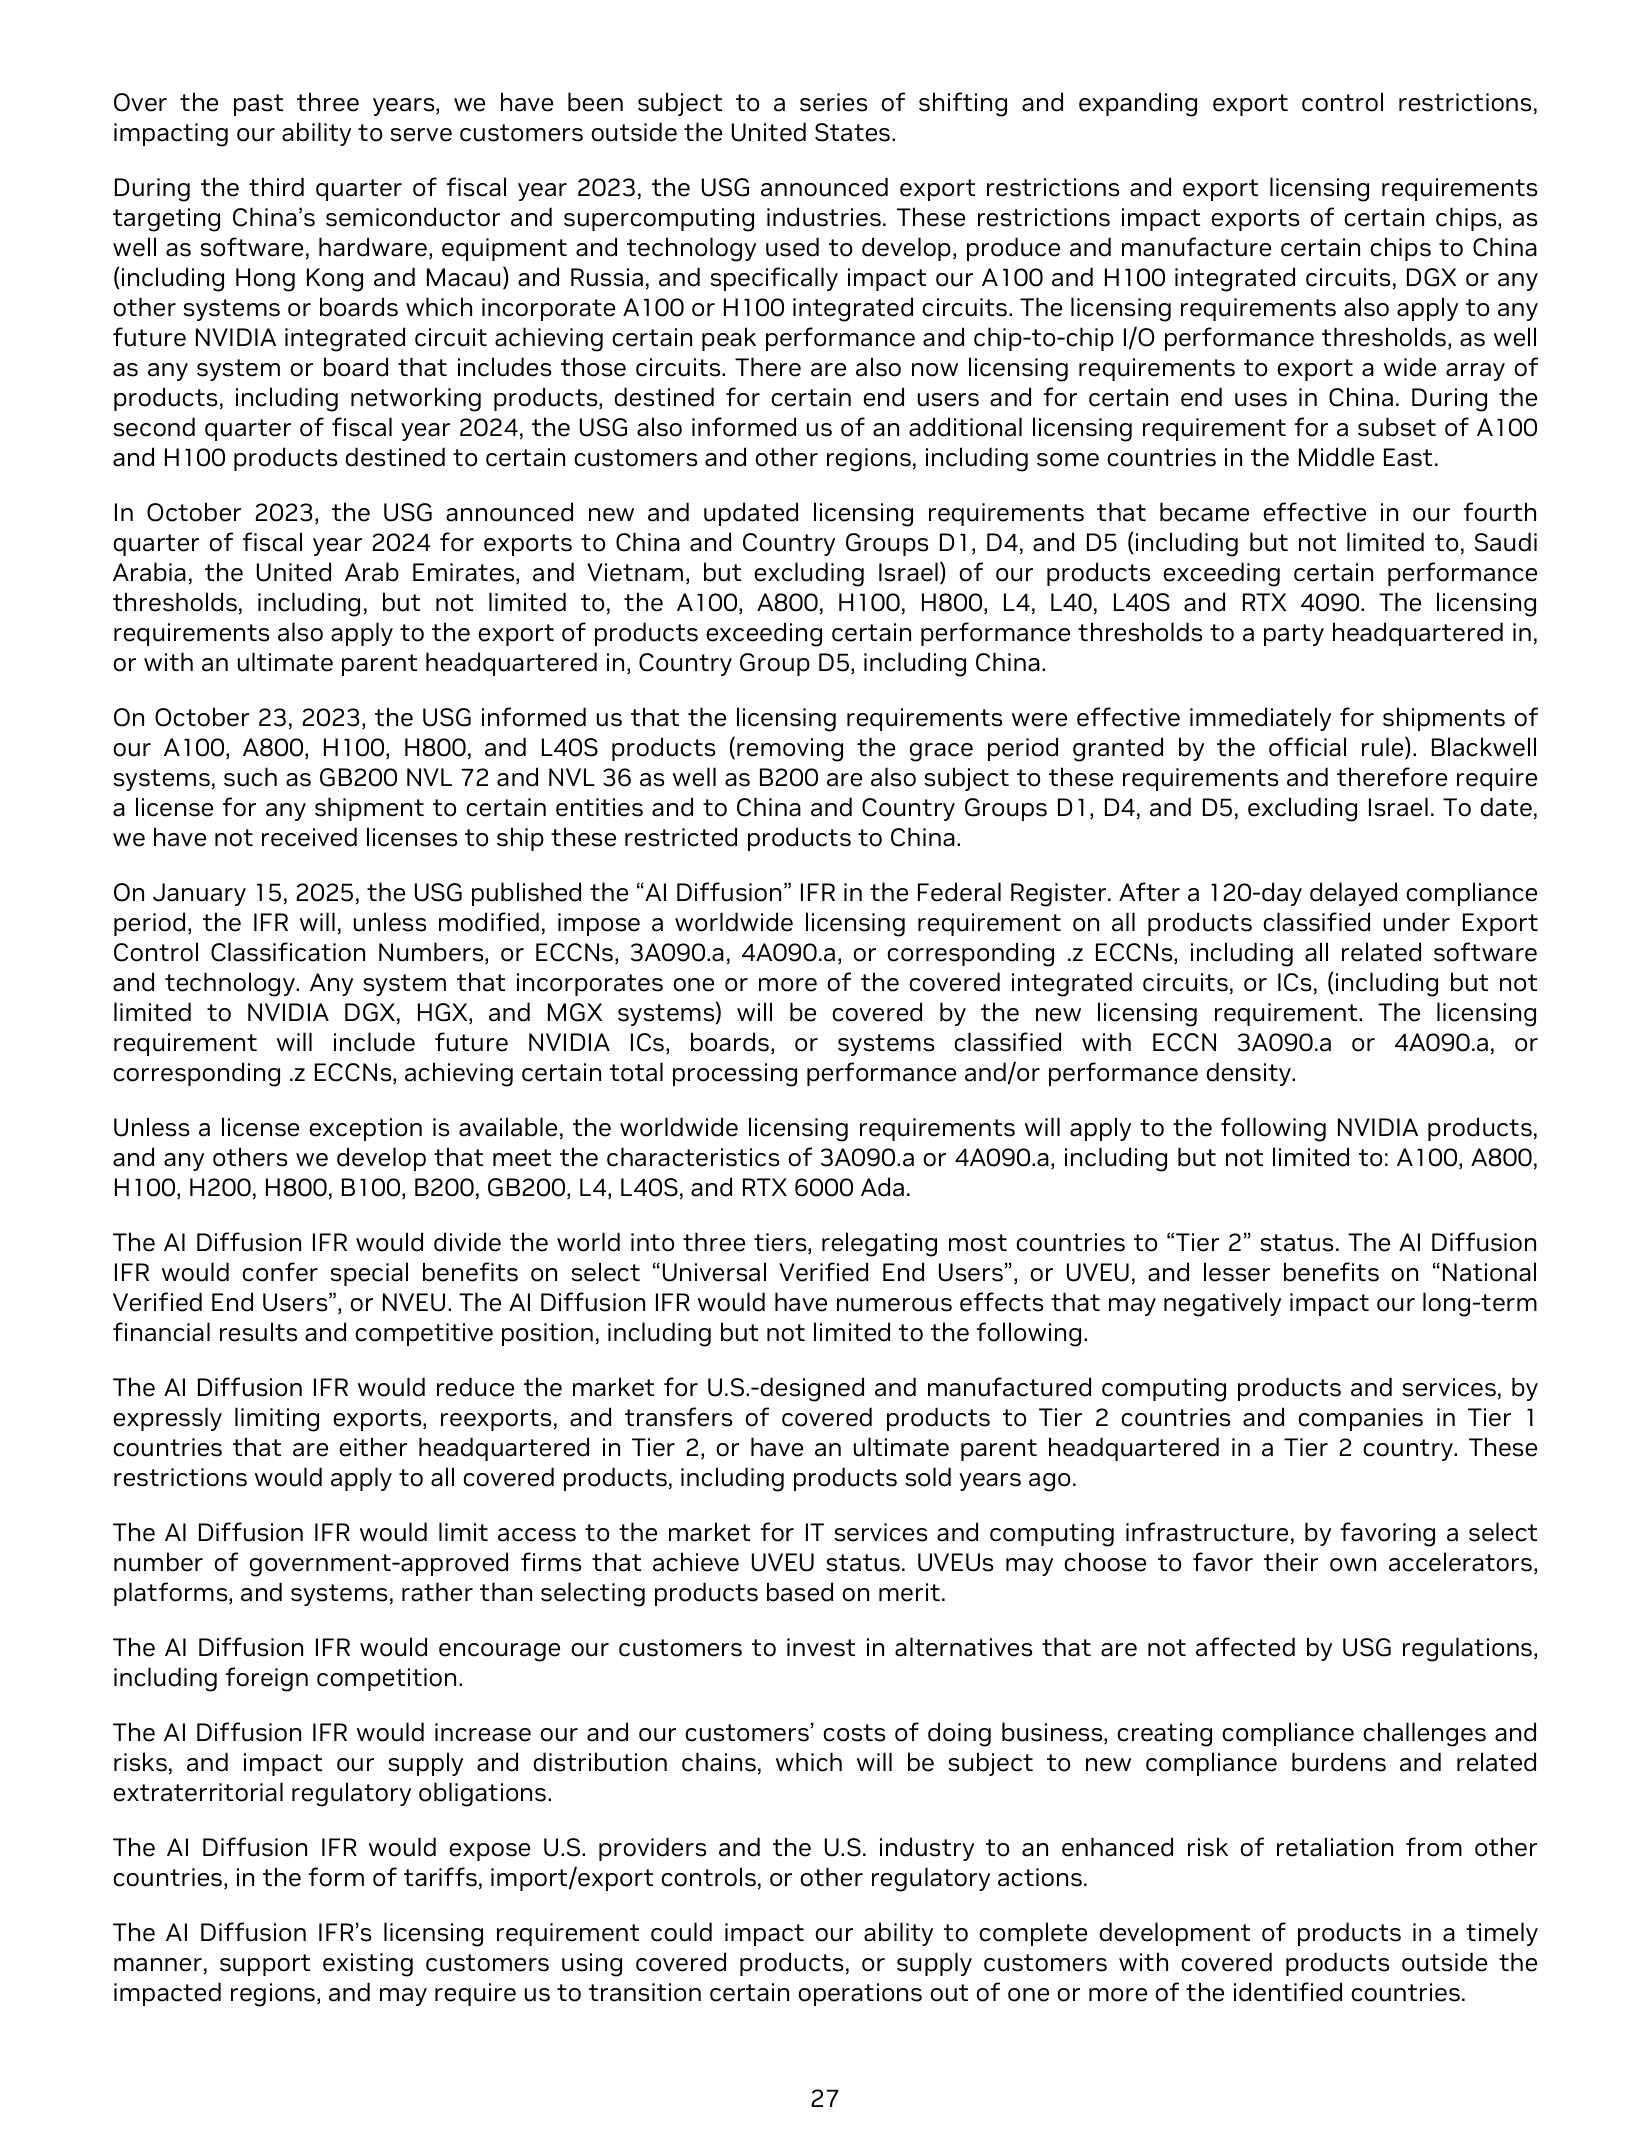 Over the past three years, we have been subject to a series of shifting and expanding export control restrictions,
impacting our ability to serve customers outside the United States.
During the third quarter of fiscal year 2023, the USG announced export restrictions and export licensing requirements
targeting China’s semiconductor and supercomputing industries. These restrictions impact exports of certain chips, as
well as software, hardware, equipment and technology used to develop, produce and manufacture certain chips to China
(including Hong Kong and Macau) and Russia, and specifically impact our A100 and H100 integrated circuits, DGX or any
other systems or boards which incorporate A100 or H100 integrated circuits. The licensing requirements also apply to any
future NVIDIA integrated circuit achieving certain peak performance and chip-to-chip I/O performance thresholds, as well
as any system or board that includes those circuits. There are also now licensing requirements to export a wide array of
products, including networking products, destined for certain end users and for certain end uses in China. During the
second quarter of fiscal year 2024, the USG also informed us of an additional licensing requirement for a subset of A100
and H100 products destined to certain customers and other regions, including some countries in the Middle East.
In October 2023, the USG announced new and updated licensing requirements that became effective in our fourth
quarter of fiscal year 2024 for exports to China and Country Groups D1, D4, and D5 (including but not limited to, Saudi
Arabia, the United Arab Emirates, and Vietnam, but excluding Israel) of our products exceeding certain performance
thresholds, including, but not limited to, the A100, A800, H100, H800, L4, L40, L40S and RTX 4090. The licensing
requirements also apply to the export of products exceeding certain performance thresholds to a party headquartered in,
or with an ultimate parent headquartered in, Country Group D5, including China.
On October 23, 2023, the USG informed us that the licensing requirements were effective immediately for shipments of
our A100, A800, H100, H800, and L40S products (removing the grace period granted by the official rule). Blackwell
systems, such as GB200 NVL 72 and NVL 36 as well as B200 are also subject to these requirements and therefore require
a license for any shipment to certain entities and to China and Country Groups D1, D4, and D5, excluding Israel. To date,
we have not received licenses to ship these restricted products to China.
On January 15, 2025, the USG published the “AI Diffusion” IFR in the Federal Register. After a 120-day delayed compliance
period, the IFR will, unless modified, impose a worldwide licensing requirement on all products classified under Export
Control Classification Numbers, or ECCNs, 3A090.a, 4A090.a, or corresponding .z ECCNs, including all related software
and technology. Any system that incorporates one or more of the covered integrated circuits, or ICs, (including but not
limited to NVIDIA DGX, HGX, and MGX systems) will be covered by the new licensing requirement. The licensing
requirement will include future NVIDIA ICs, boards, or systems classified with ECCN 3A090.a or 4A090.a, or
corresponding .z ECCNs, achieving certain total processing performance and/or performance density.
Unless a license exception is available, the worldwide licensing requirements will apply to the following NVIDIA products,
and any others we develop that meet the characteristics of 3A090.a or 4A090.a, including but not limited to: A100, A800,
H100, H200, H800, B100, B200, GB200, L4, L40S, and RTX 6000 Ada.
The AI Diffusion IFR would divide the world into three tiers, relegating most countries to “Tier 2” status. The AI Diffusion
IFR would confer special benefits on select “Universal Verified End Users”, or UVEU, and lesser benefits on “National
Verified End Users”, or NVEU. The AI Diffusion IFR would have numerous effects that may negatively impact our long-term
financial results and competitive position, including but not limited to the following.
The AI Diffusion IFR would reduce the market for U.S.-designed and manufactured computing products and services, by
expressly limiting exports, reexports, and transfers of covered products to Tier 2 countries and companies in Tier 1
countries that are either headquartered in Tier 2, or have an ultimate parent headquartered in a Tier 2 country. These
restrictions would apply to all covered products, including products sold years ago.
The AI Diffusion IFR would limit access to the market for IT services and computing infrastructure, by favoring a select
number of government-approved firms that achieve UVEU status. UVEUs may choose to favor their own accelerators,
platforms, and systems, rather than selecting products based on merit.
The AI Diffusion IFR would encourage our customers to invest in alternatives that are not affected by USG regulations,
including foreign competition.
The AI Diffusion IFR would increase our and our customers’ costs of doing business, creating compliance challenges and
risks, and impact our supply and distribution chains, which will be subject to new compliance burdens and related
extraterritorial regulatory obligations.
The AI Diffusion IFR would expose U.S. providers and the U.S. industry to an enhanced risk of retaliation from other
countries, in the form of tariffs, import/export controls, or other regulatory actions.
The AI Diffusion IFR’s licensing requirement could impact our ability to complete development of products in a timely
manner, support existing customers using covered products, or supply customers with covered products outside the
impacted regions, and may require us to transition certain operations out of one or more of the identified countries.
27